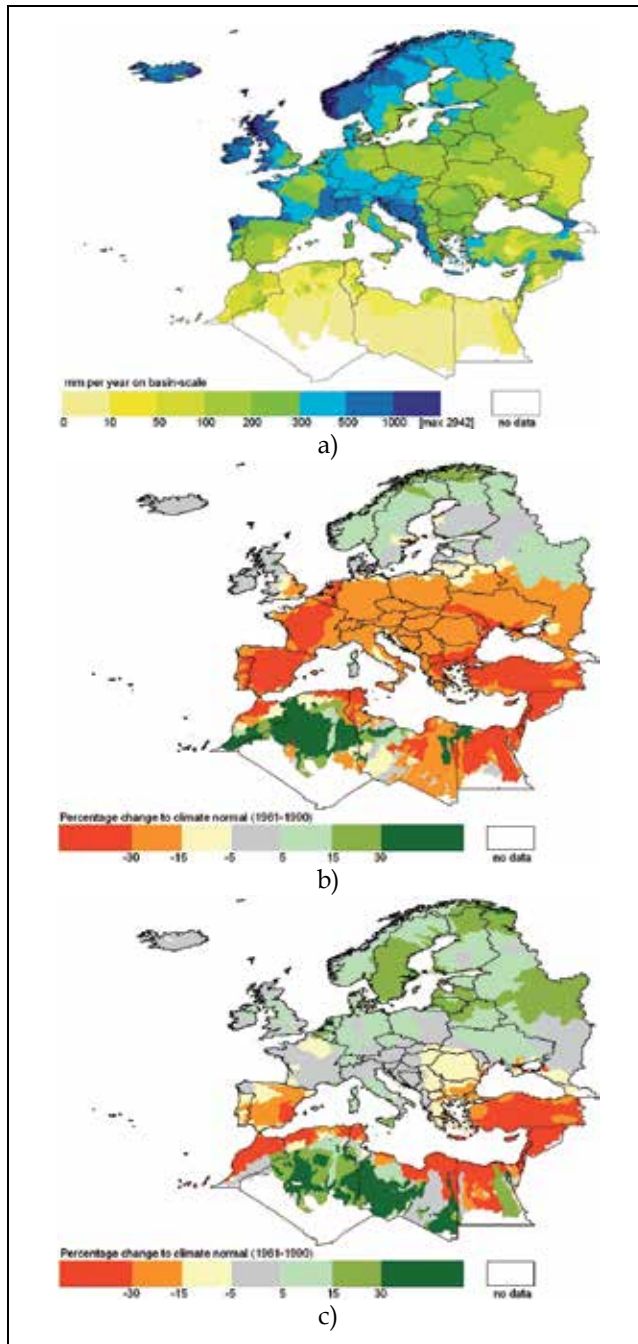 mm per year on basin-scale
0 10 50 100 200 300 500 1000 [max 2942] no data
a)
Percentage change to climate normal (1961-1990)
-30 -15 -5 5 15 30 no data
b)
Percentage change to climate normal (1961-1990)
-30 -15 -5 5 15 30 no data
c)